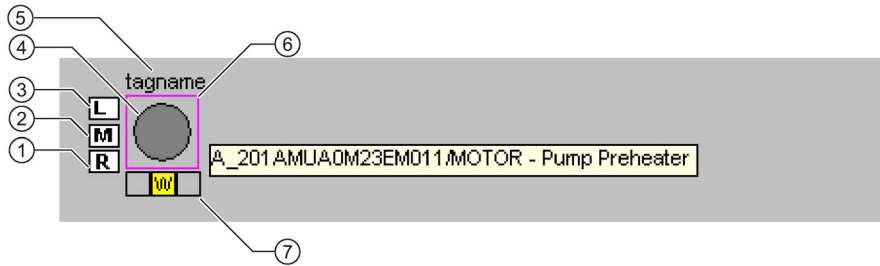 5
4
6
tagname
3
L
2
M
1
R
A_201AMUA0M23EM011/MOTOR - Pump Preheater
W
7